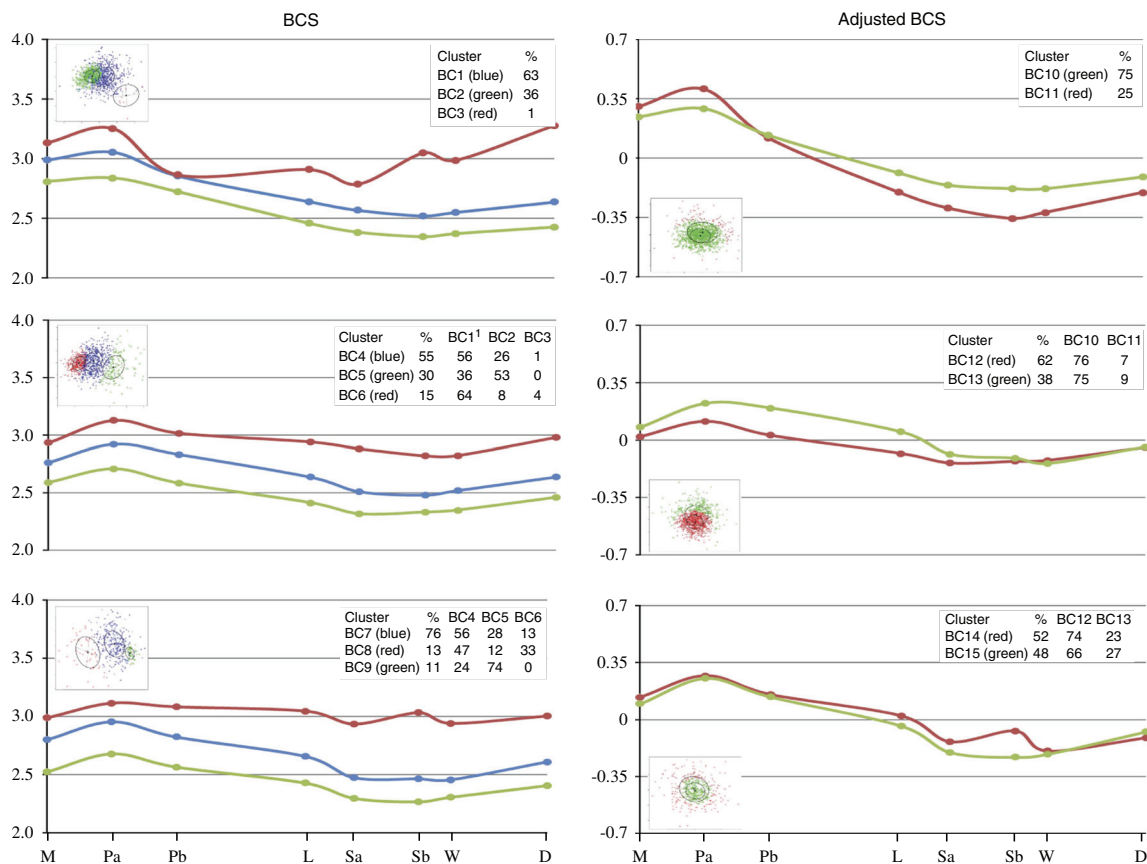 BCS
Adjusted BCS
4.0
3.5
3.0
2.5
2.0
Cluster %
BC1 (blue) 63
BC2 (green) 36
BC3 (red) 1
0.7
0.35
0
-0.35
-0.7
Cluster %
BC10 (green) 75
BC11 (red) 25
4.0
3.5
3.0
2.5
2.0
Cluster % BC1¹ BC2 BC3
BC4 (blue) 55 56 26 1
BC5 (green) 30 36 53 0
BC6 (red) 15 64 8 4
0.7
0.35
0
-0.35
-0.7
Cluster % BC10 BC11
BC12 (red) 62 76 7
BC13 (green) 38 75 9
4.0
3.5
3.0
2.5
2.0
Cluster % BC4 BC5 BC6
BC7 (blue) 76 56 28 13
BC8 (red) 13 47 12 33
BC9 (green) 11 24 74 0
M Pa Pb L Sa Sb W D
0.7
0.35
0
-0.35
-0.7
Cluster % BC12 BC13
BC14 (red) 52 74 23
BC15 (green) 48 66 27
M Pa Pb L Sa Sb W D